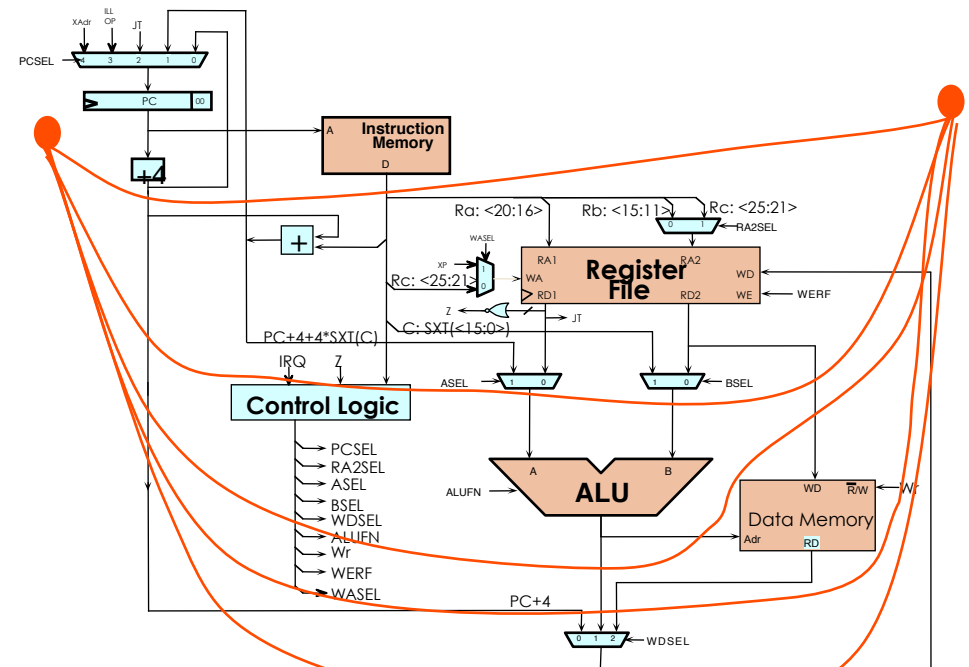 XAdr
ILL
OP
JT
PCSEL
4 3 2 1 0
PC
00
+4
A
Instruction
Memory
D
Ra: <20:16>
Rb: <15:11>
Rc: <25:21>
0 1
RA2SEL
+
WASEL
XP
1
0
Rc: <25:21>
RA1
RA2
WA
WD
Register
File
RD1
RD2
WE
WERF
Z
JT
C: SXT(<15:0>)
PC+4+4*SXT(C)
IRQ
Z
ASEL
1 0
1 0
BSEL
Control Logic
PCSEL
RA2SEL
ASEL
BSEL
WDSEL
ALUFN
Wr
WERF
WASEL
A
B
ALU
ALUFN
WD
R/W
Wr
Data Memory
Adr
RD
PC+4
0 1 2
WDSEL